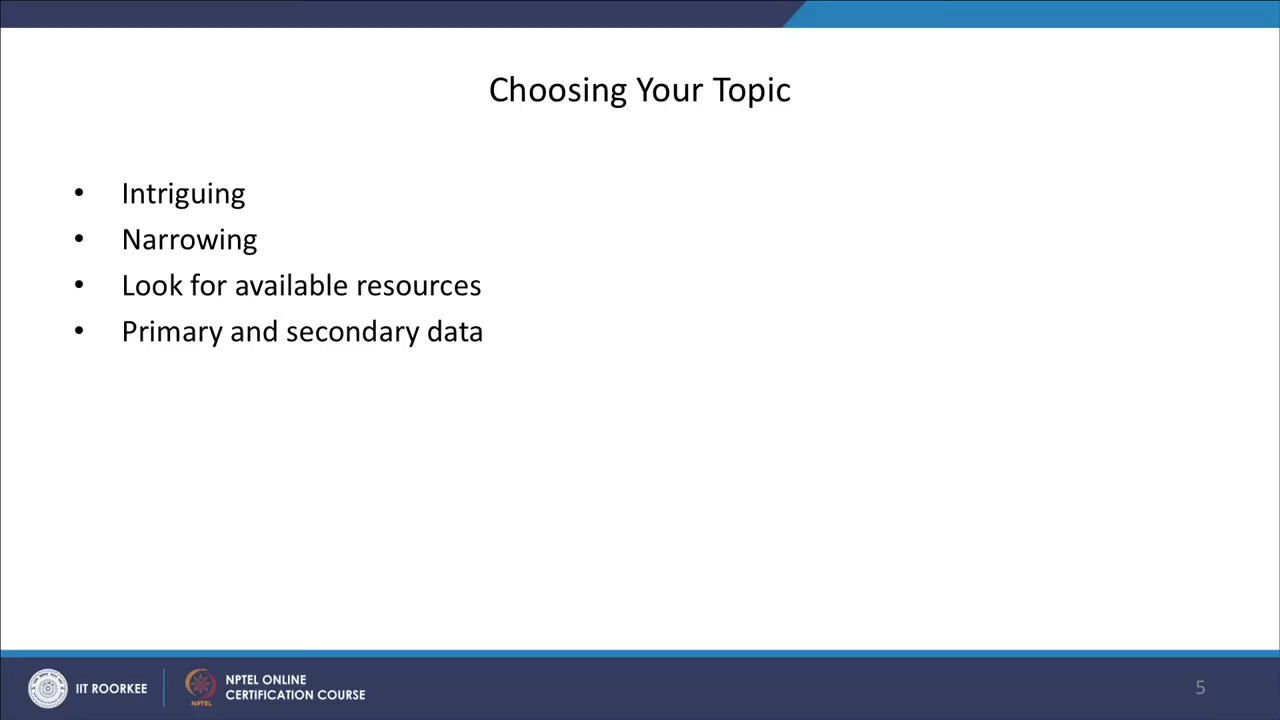 Choosing Your Topic
• Intriguing
• Narrowing
• Look for available resources
• Primary and secondary data
IIT ROORKEE
NPTEL
NPTEL ONLINE
CERTIFICATION COURSE
5